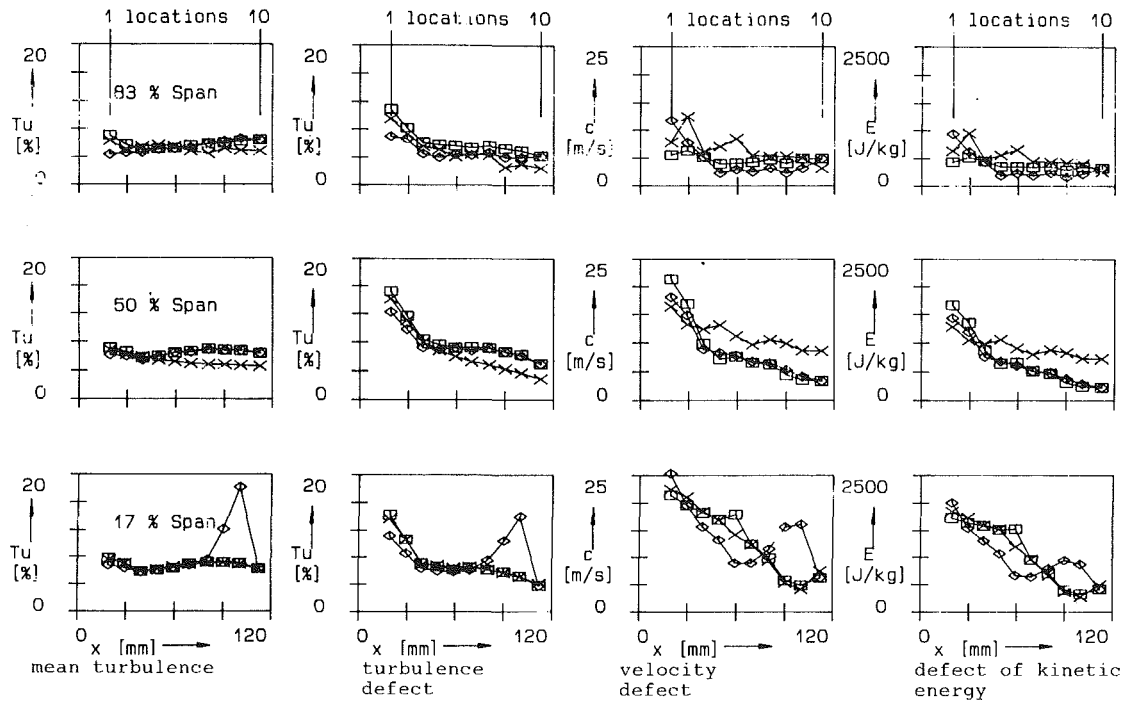 1 locations 10
1 locations 10
1 locations 10
1 locations 10
20
Tu
[%]
0
83 % Span
20
Tu
[%]
0
25
c
[m/s]
0
2500
E
[J/kg]
0
20
Tu
[%]
0
50 % Span
20
Tu
[%]
0
25
c
[m/s]
0
2500
E
[J/kg]
0
20
Tu
[%]
0
17 % Span
20
Tu
[%]
0
25
c
[m/s]
0
2500
E
[J/kg]
0
0 x [mm] 120
0 x [mm] 120
0 x [mm] 120
0 x [mm] 120
mean turbulence
turbulence
defect
velocity
defect
defect of kinetic
energy